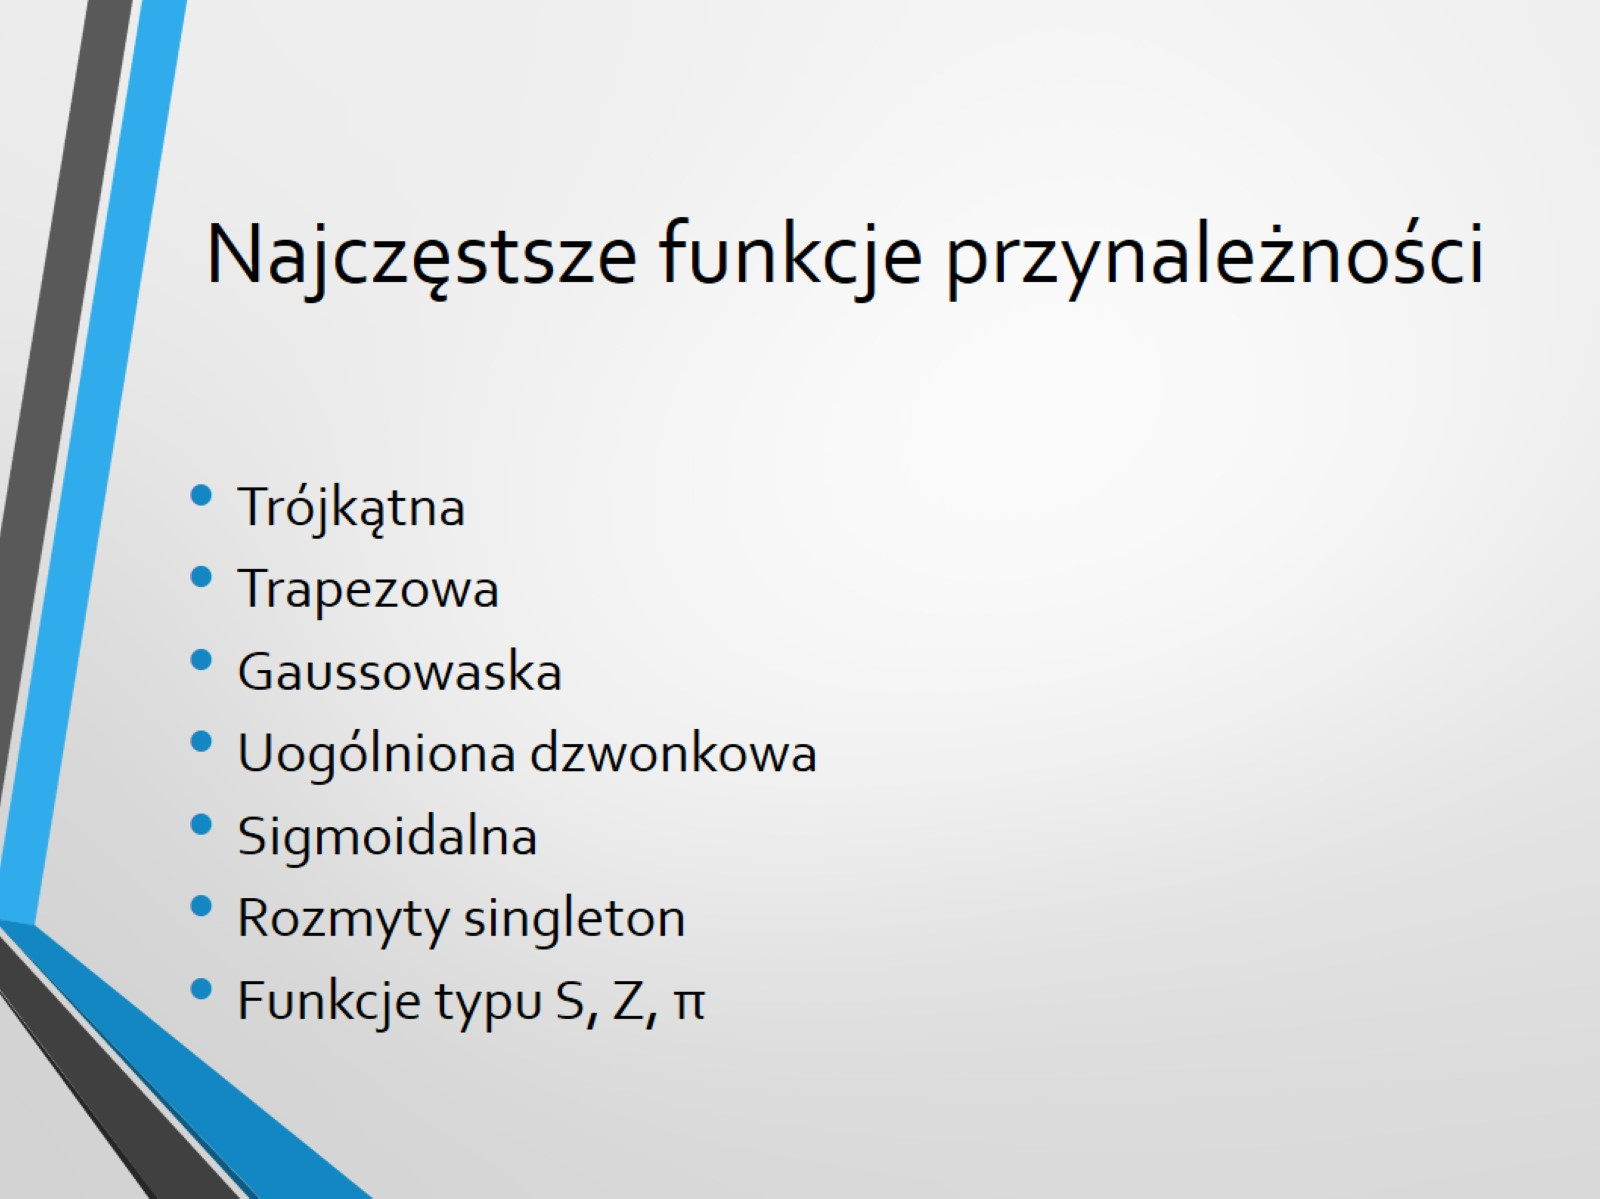 Najczęstsze funkcje przynależności
• Trójkątna
• Trapezowa
• Gaussowaska
• Uogólniona dzwonkowa
• Sigmoidalna
• Rozmyty singleton
• Funkcje typu S, Z, π